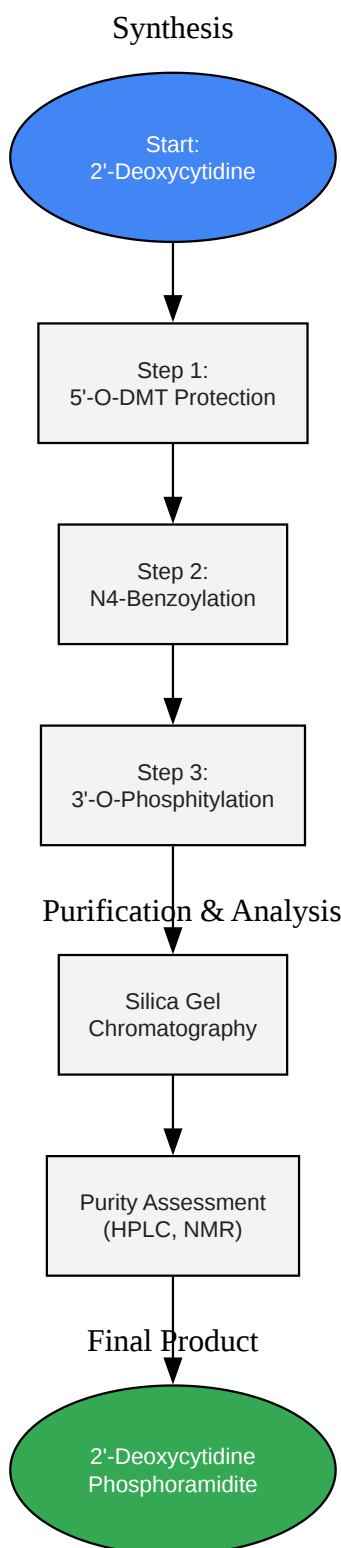 Synthesis
Start:
2'-Deoxycytidine
Step 1:
5'-O-DMT Protection
Step 2:
N4-Benzoylation
Step 3:
3'-O-Phosphitylation
Purification & Analysis
Silica Gel
Chromatography
Purity Assessment
(HPLC, NMR)
Final Product
2'-Deoxycytidine
Phosphoramidite